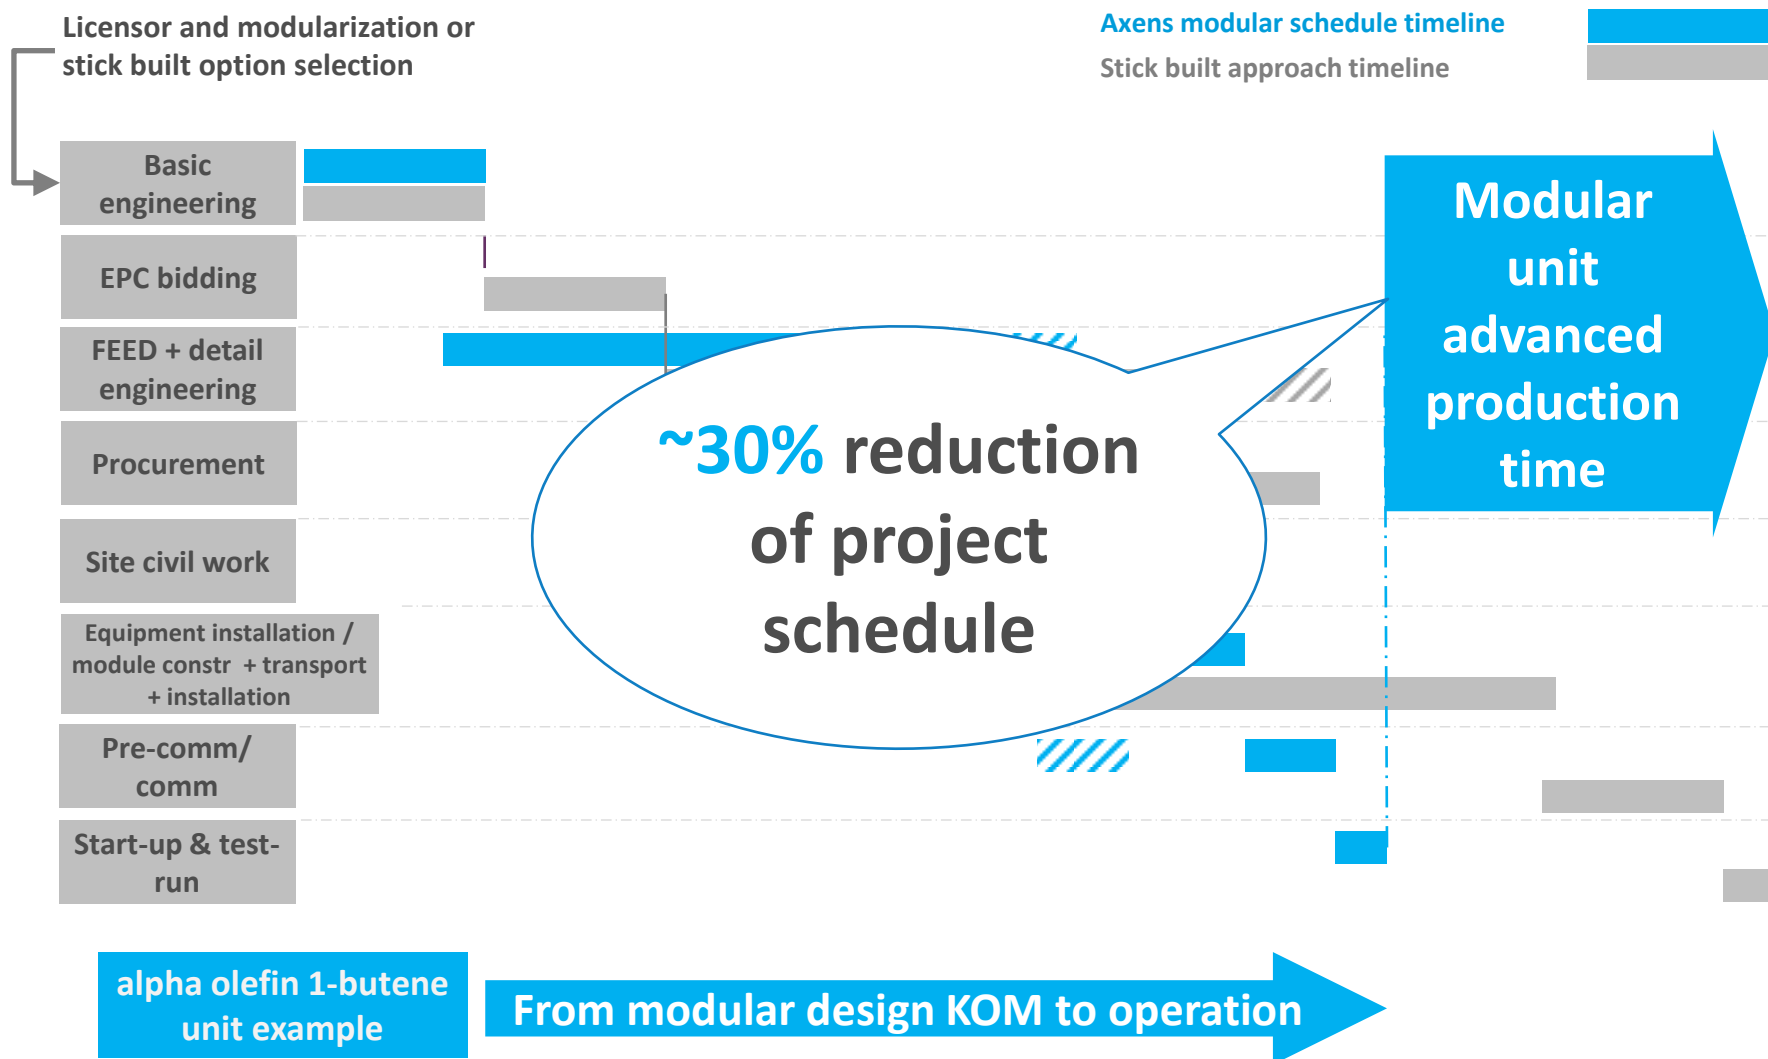 Licensor and modularization or
stick built option selection
Axens modular schedule timeline
Stick built approach timeline
Basic
engineering
EPC bidding
FEED + detail
engineering
Procurement
Site civil work
Equipment installation /
module constr + transport
+ installation
Pre-comm/
comm
Start-up & test-
run
~30% reduction
of project
schedule
Modular
unit
advanced
production
time
alpha olefin 1-butene
unit example
From modular design KOM to operation